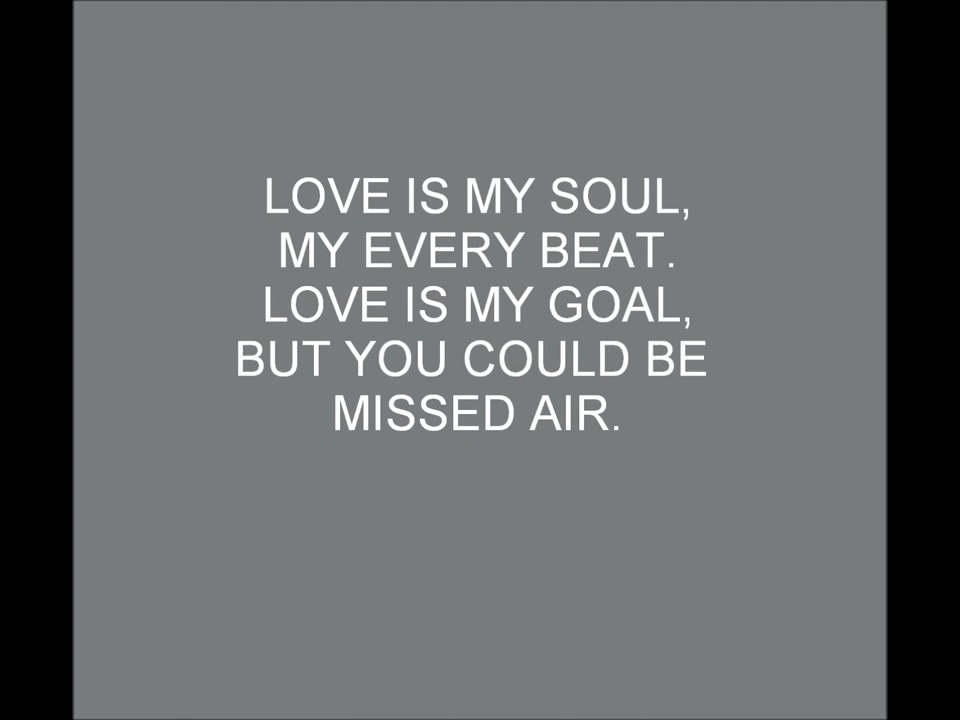 LOVE IS MY SOUL,
MY EVERY BEAT.
LOVE IS MY GOAL,
BUT YOU COULD BE
MISSED AIR.